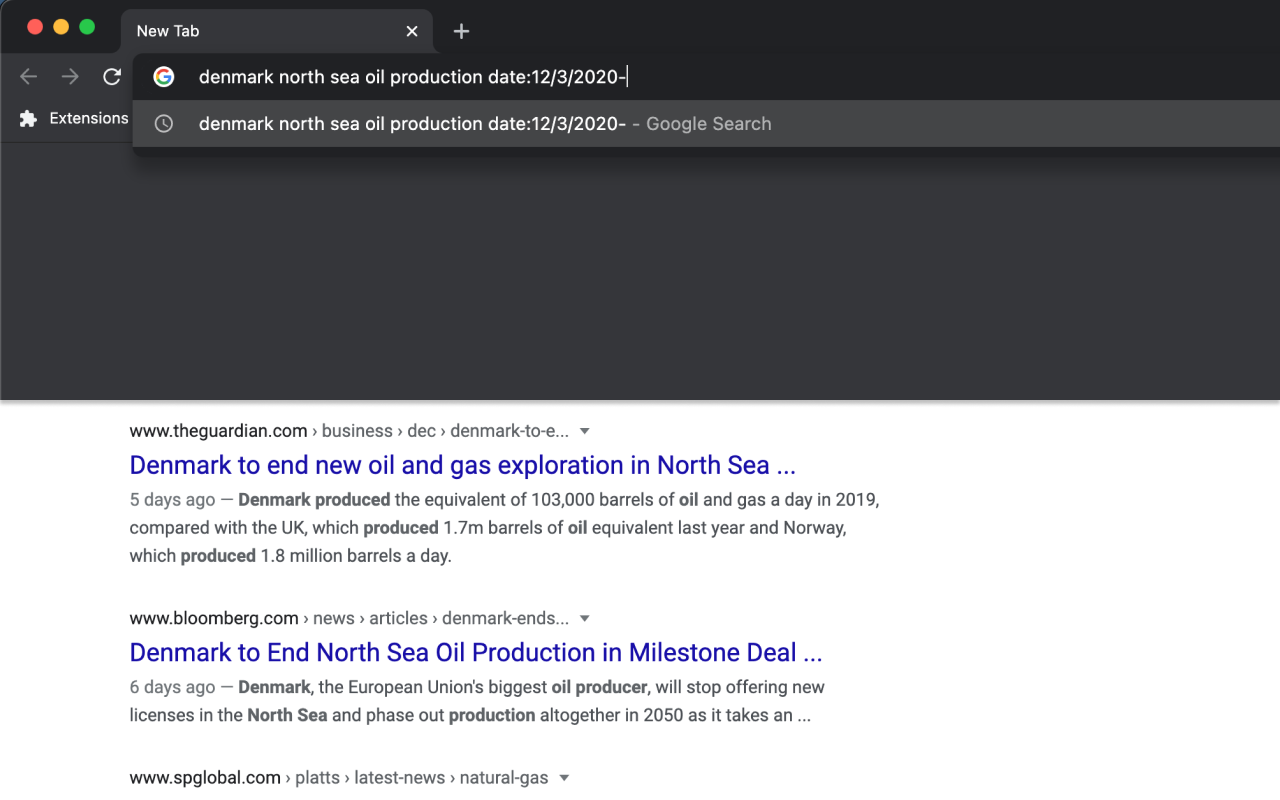 New Tab
denmark north sea oil production date:12/3/2020-
Extensions
denmark north sea oil production date:12/3/2020- - Google Search
www.theguardian.com › business › dec › denmark-to-e...
Denmark to end new oil and gas exploration in North Sea ...
5 days ago — Denmark produced the equivalent of 103,000 barrels of oil and gas a day in 2019,
compared with the UK, which produced 1.7m barrels of oil equivalent last year and Norway,
which produced 1.8 million barrels a day.
www.bloomberg.com › news › articles › denmark-ends...
Denmark to End North Sea Oil Production in Milestone Deal ...
6 days ago — Denmark, the European Union's biggest oil producer, will stop offering new
licenses in the North Sea and phase out production altogether in 2050 as it takes an ...
www.spglobal.com › platts › latest-news › natural-gas